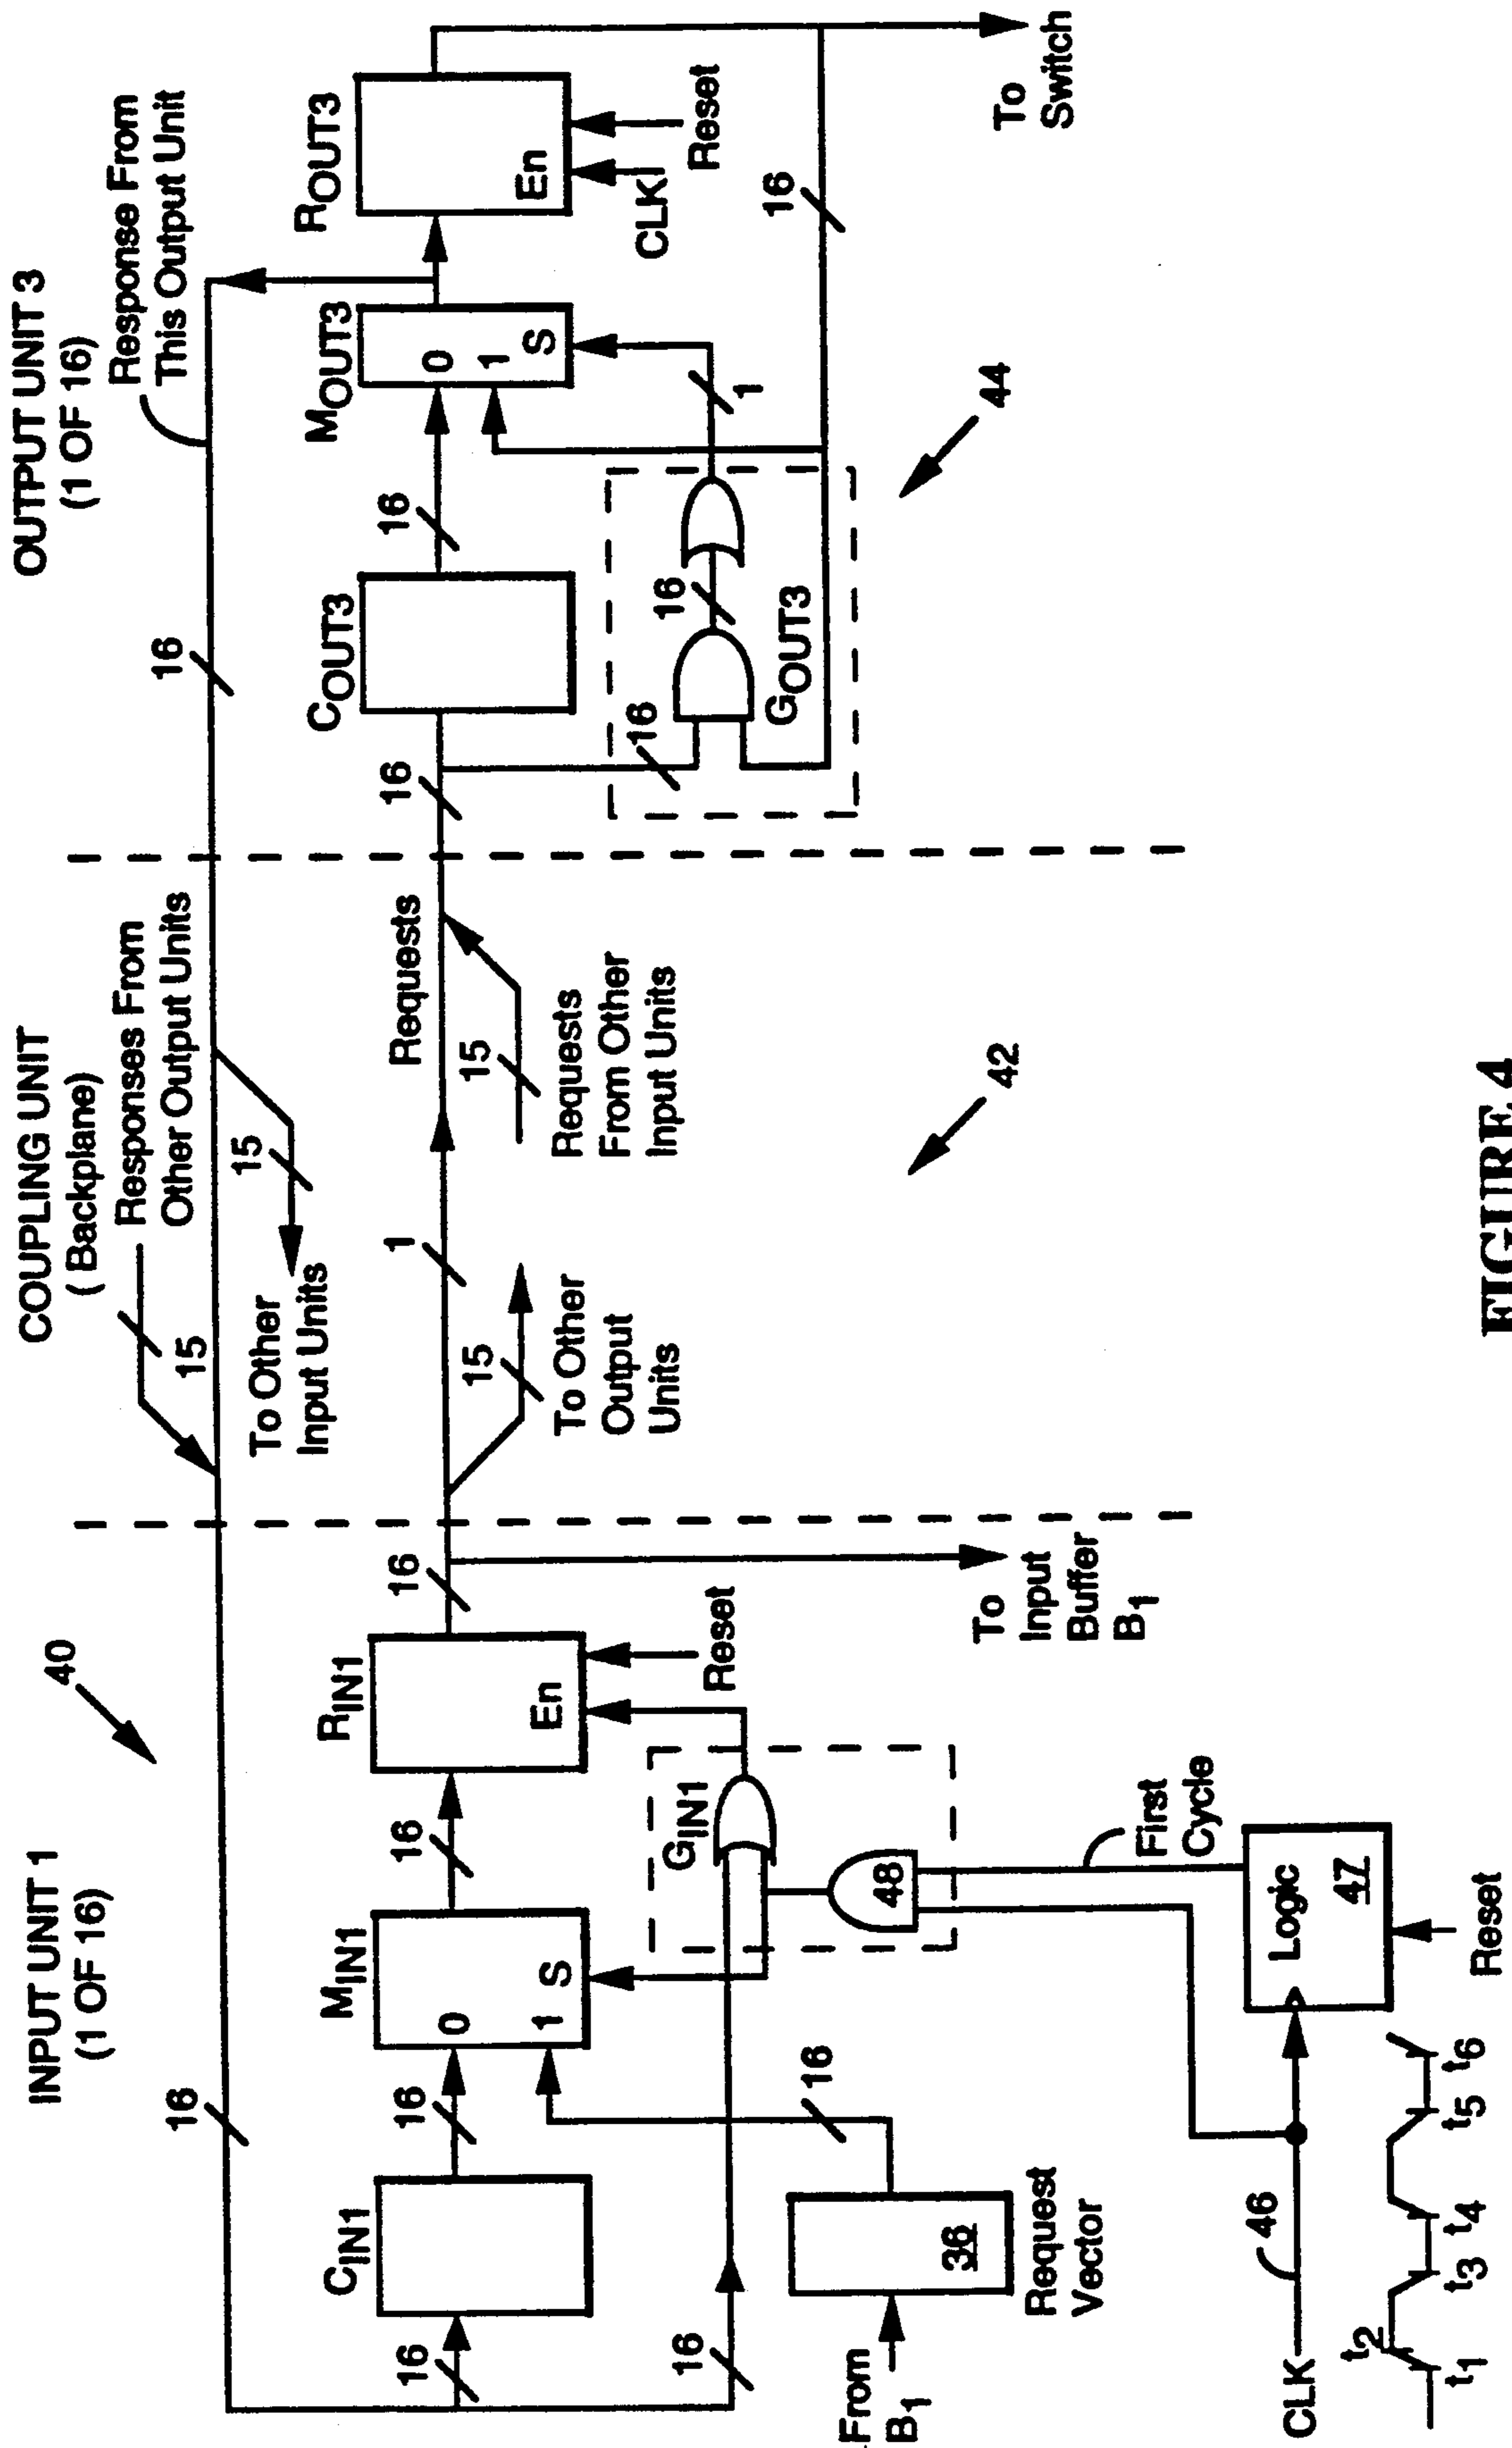 INPUT UNIT 1
(1 OF 16)
40
COUPLING UNIT
(Backplane)
OUTPUT UNIT 3
(1 OF 16)
Response From
This Output Unit
Responses From
Other Output Units
16
15
15
16
To Other
Input Units
CIN1
MIN1
RIN1
Requests
COUT3
MOUT3
ROUT3
16
16
0
1
S
16
En
16
1
16
16
0
1
S
En
15
To Other
Output
Units
15
Requests
From Other
Input Units
16
16
GIN1
Reset
16
16
GOUT3
1
CLK
Reset
16
From
B1
36
Request
Vector
48
First
Cycle
To
Input
Buffer
B1
42
44
To
Switch
CLK
46
Logic
47
Reset
t1
t2
t3
t4
t5
t6
FIGURE 4